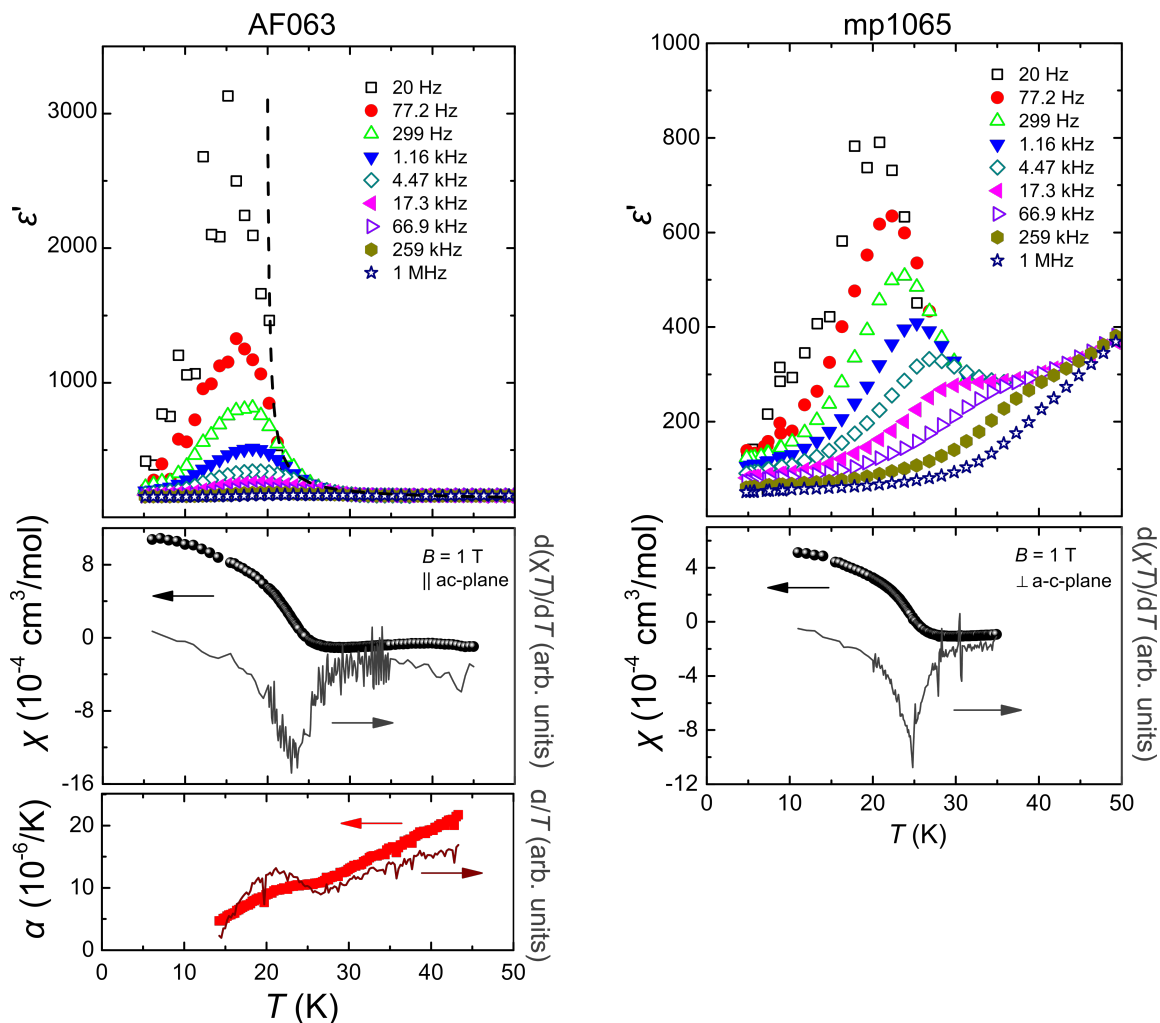 AF063
3000
2000
1000
ε'
20 Hz
77.2 Hz
299 Hz
1.16 kHz
4.47 kHz
17.3 kHz
66.9 kHz
259 kHz
1 MHz
8
0
-8
-16
χ (10⁻⁴ cm³/mol)
B = 1 T
|| ac-plane
d(χT)/dT (arb. units)
20
10
0
α (10⁻⁶/K)
α/T (arb. units)
0 10 20 30 40 50
T (K)
mp1065
1000
800
600
400
200
ε'
20 Hz
77.2 Hz
299 Hz
1.16 kHz
4.47 kHz
17.3 kHz
66.9 kHz
259 kHz
1 MHz
4
0
-4
-8
-12
χ (10⁻⁴ cm³/mol)
B = 1 T
⊥ a-c-plane
d(χT)/dT (arb. units)
0 10 20 30 40 50
T (K)